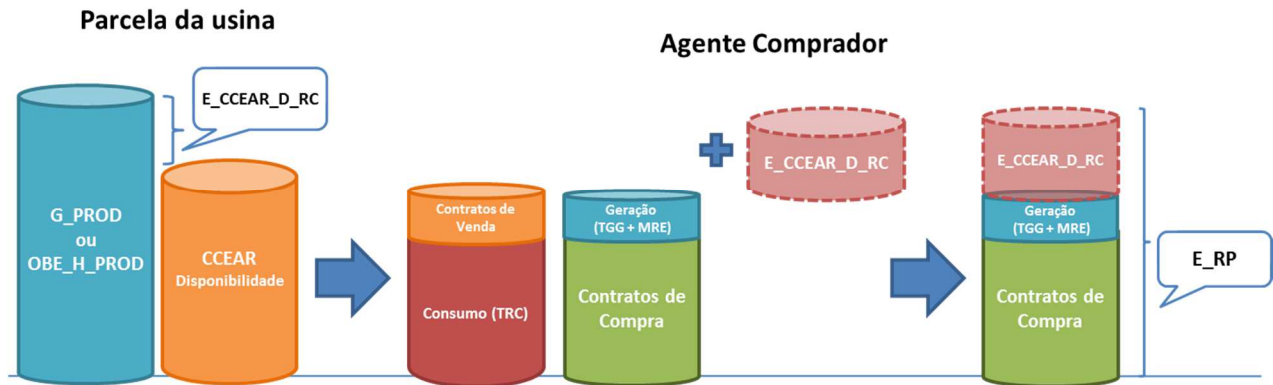 Parcela da usina
Agente Comprador
E_CCEAR_D_RC
G_PROD
ou
OBE_H_PROD
CCEAR
Disponibilidade
Contratos de
Venda
Consumo (TRC)
Geração
(TGG + MRE)
Contratos de
Compra
E_CCEAR_D_RC
E_CCEAR_D_RC
Geração
(TGG + MRE)
Contratos de
Compra
E_RP